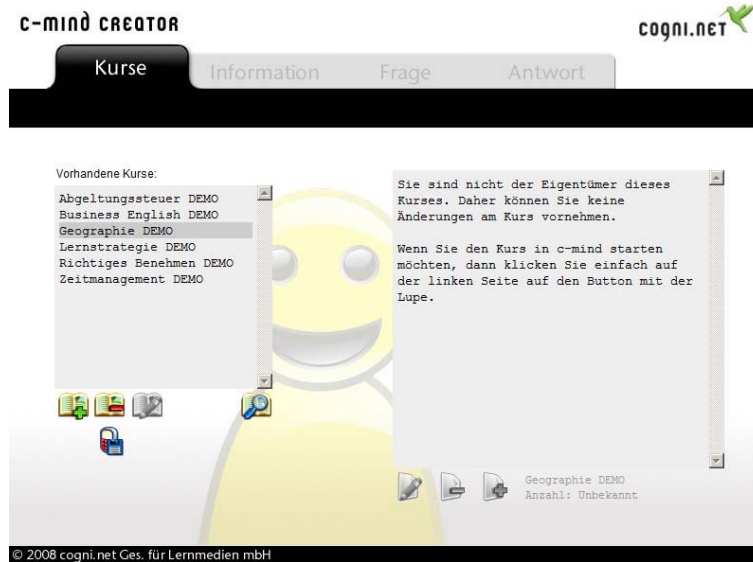 c-mind creator
cogni.net
Kurse
Information
Frage
Antwort
Vorhandene Kurse:
Abgeltungssteuer DEMO
Business English DEMO
Geographie DEMO
Lernstrategie DEMO
Richtiges Benehmen DEMO
Zeitmanagement DEMO
Sie sind nicht der Eigentümer dieses
Kurses. Daher können Sie keine
Änderungen am Kurs vornehmen.
Wenn Sie den Kurs in c-mind starten
möchten, dann klicken Sie einfach auf
der linken Seite auf den Button mit der
Lupe.
Geographie DEMO
Anzahl: Unbekannt
© 2008 cogni.net Ges. für Lernmedien mbH